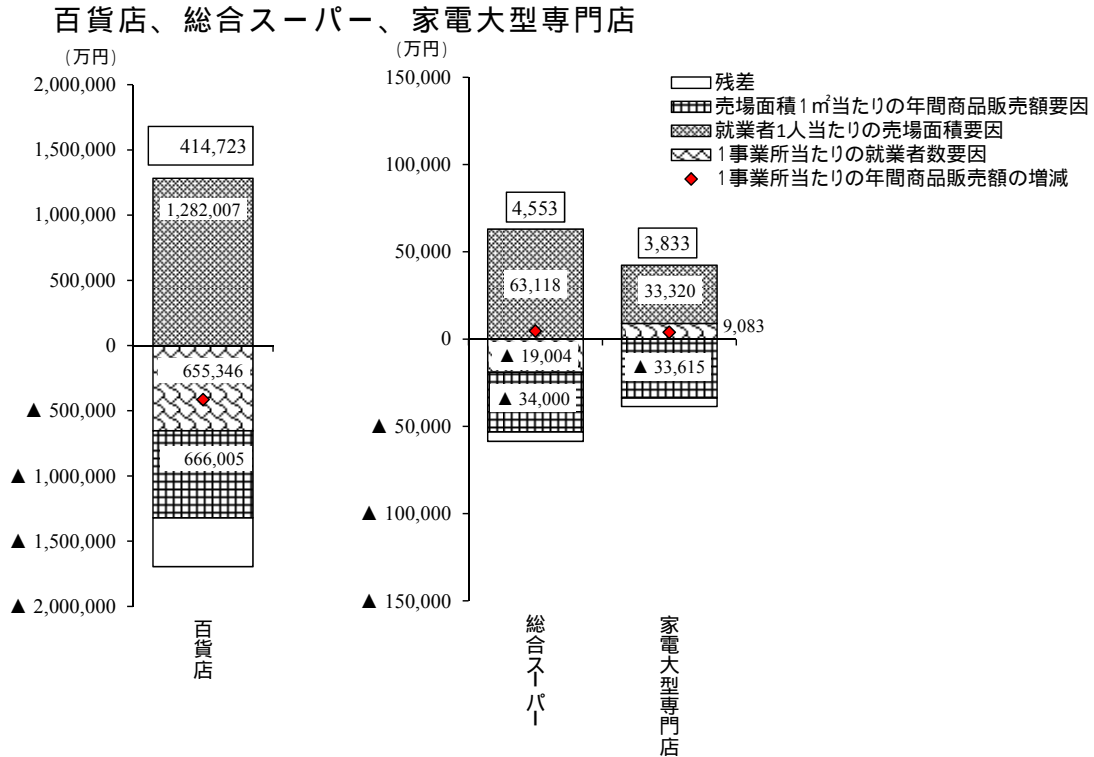 百貨店、総合スーパー、家電大型専門店
(万円)
2,000,000
1,500,000
1,000,000
500,000
0
▲ 500,000
▲ 1,000,000
▲ 1,500,000
▲ 2,000,000
414,723
1,282,007
655,346
666,005
百貨店
(万円)
150,000
100,000
50,000
0
▲ 50,000
▲ 100,000
▲ 150,000
4,553
63,118
▲ 19,004
▲ 34,000
総合スーパー
3,833
33,320
9,083
▲ 33,615
家電大型専門店
残差
売場面積1㎡当たりの年間商品販売額要因
就業者1人当たりの売場面積要因
1事業所当たりの就業者数要因
1事業所当たりの年間商品販売額の増減